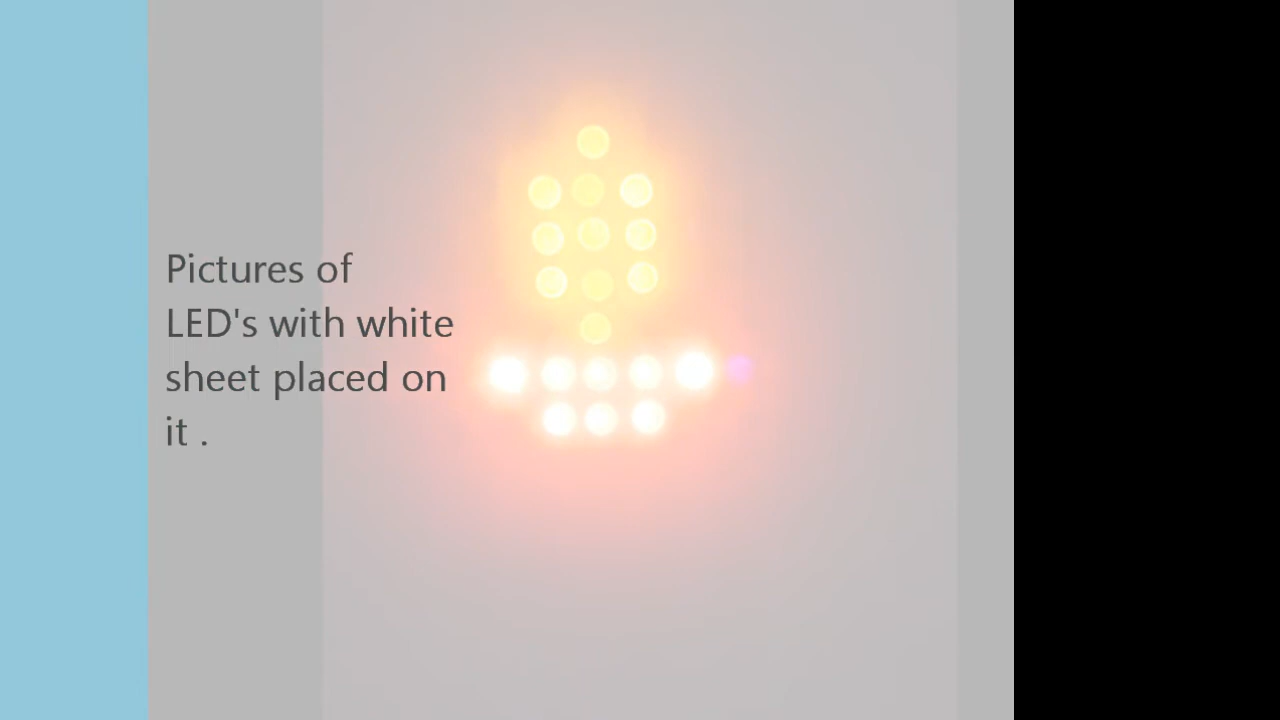 Pictures of
LED's with white
sheet placed on
it .